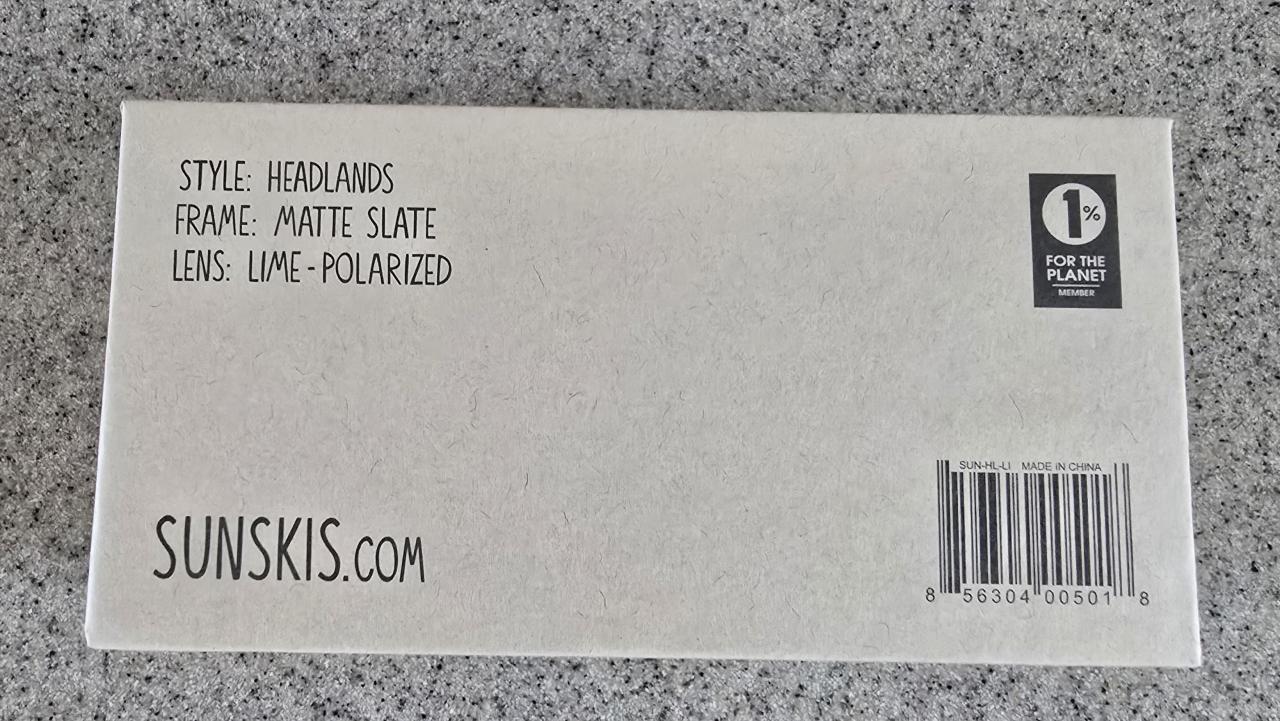 STYLE: HEADLANDS
FRAME: MATTE SLATE
LENS: LIME-POLARIZED
1%
FOR THE
PLANET
MEMBER
SUN-HL-LI MADE IN CHINA
8 56304 00501 8
SUNSKIS.COM